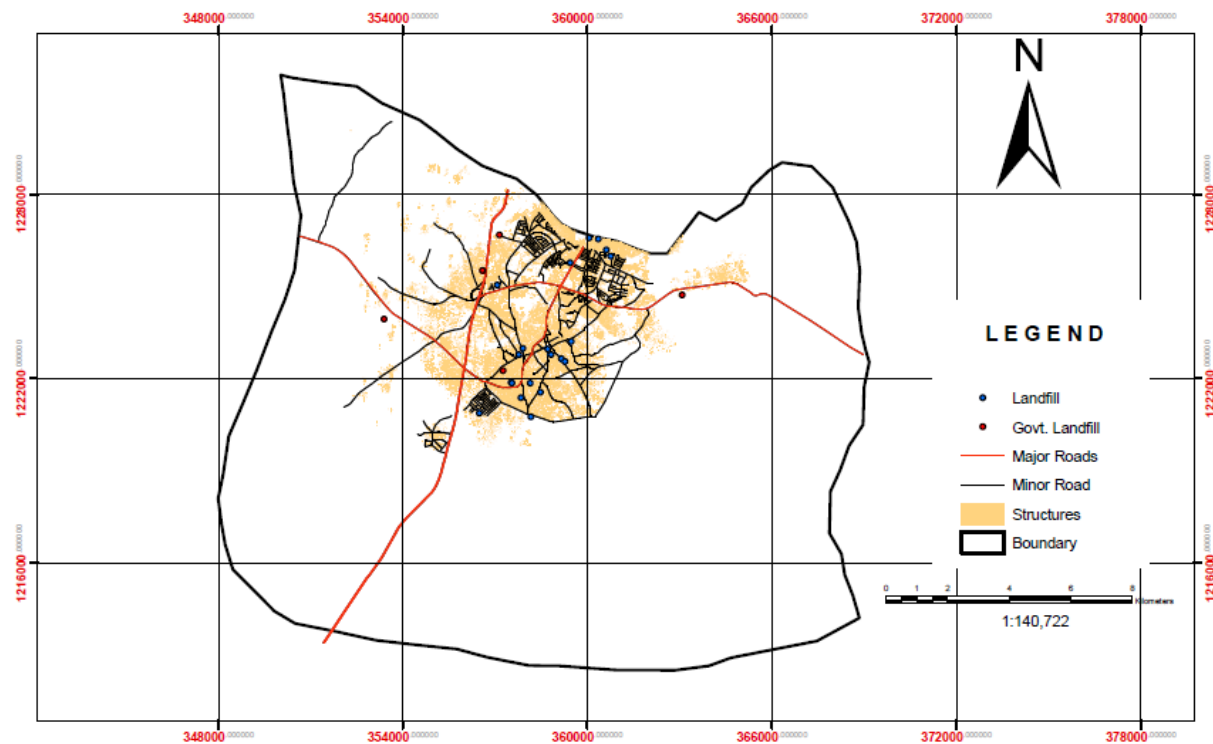 348000.000000 354000.000000 360000.000000 366000.000000 372000.000000 378000.000000
N
1228000.000000 1228000.000000
LEGEND
1222000.000000 1222000.000000
Landfill
Govt. Landfill
Major Roads
Minor Road
Structures
Boundary
1216000.000000 1216000.000000
0 1 2 4 6 8
Kilometers
1:140,722
348000.000000 354000.000000 360000.000000 366000.000000 372000.000000 378000.000000